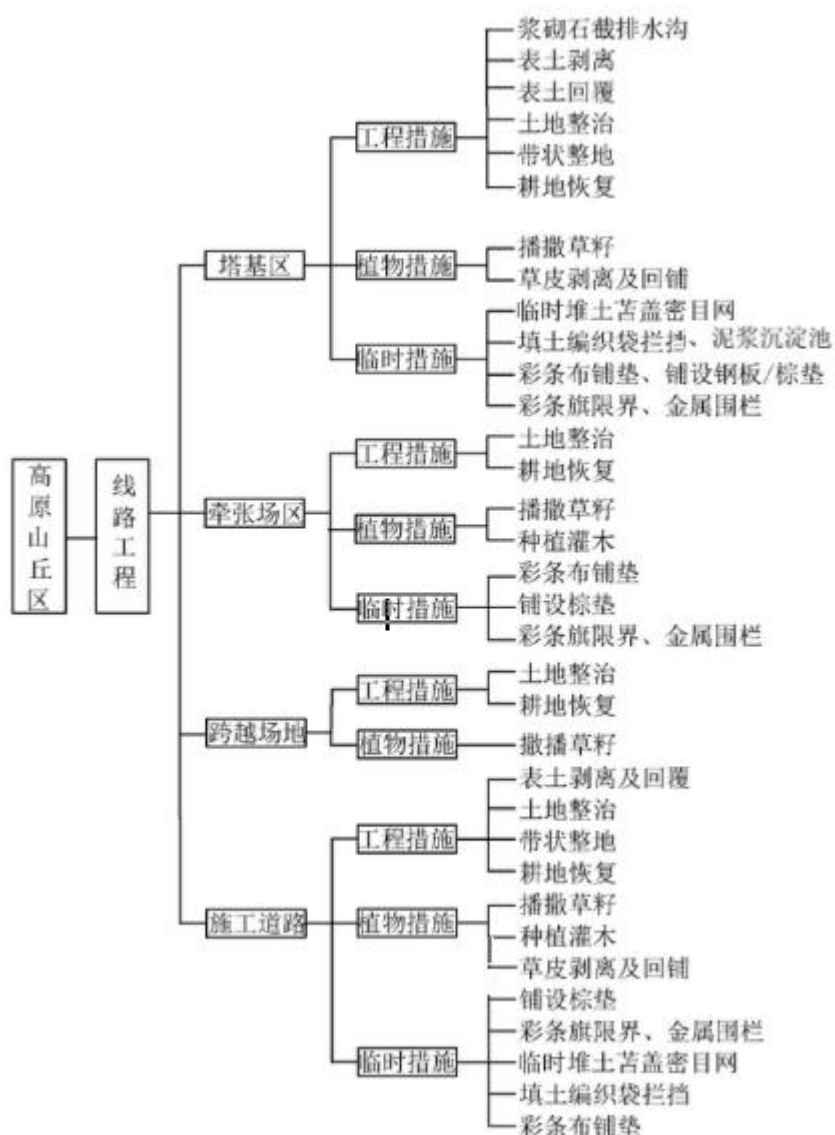 高原山丘区
线路工程
塔基区
工程措施
浆砌石截排水沟
表土剥离
表土回覆
土地整治
带状整地
耕地恢复
植物措施
播撒草籽
草皮剥离及回铺
临时措施
临时堆土苫盖密目网
填土编织袋拦挡、泥浆沉淀池
彩条布铺垫、铺设钢板/棕垫
彩条旗限界、金属围栏
牵张场区
工程措施
土地整治
耕地恢复
植物措施
播撒草籽
种植灌木
临时措施
彩条布铺垫
铺设棕垫
彩条旗限界、金属围栏
跨越场地
工程措施
土地整治
耕地恢复
植物措施
撒播草籽
施工道路
工程措施
表土剥离及回覆
土地整治
带状整地
耕地恢复
植物措施
播撒草籽
种植灌木
草皮剥离及回铺
临时措施
铺设棕垫
彩条旗限界、金属围栏
临时堆土苫盖密目网
填土编织袋拦挡
彩条布铺垫